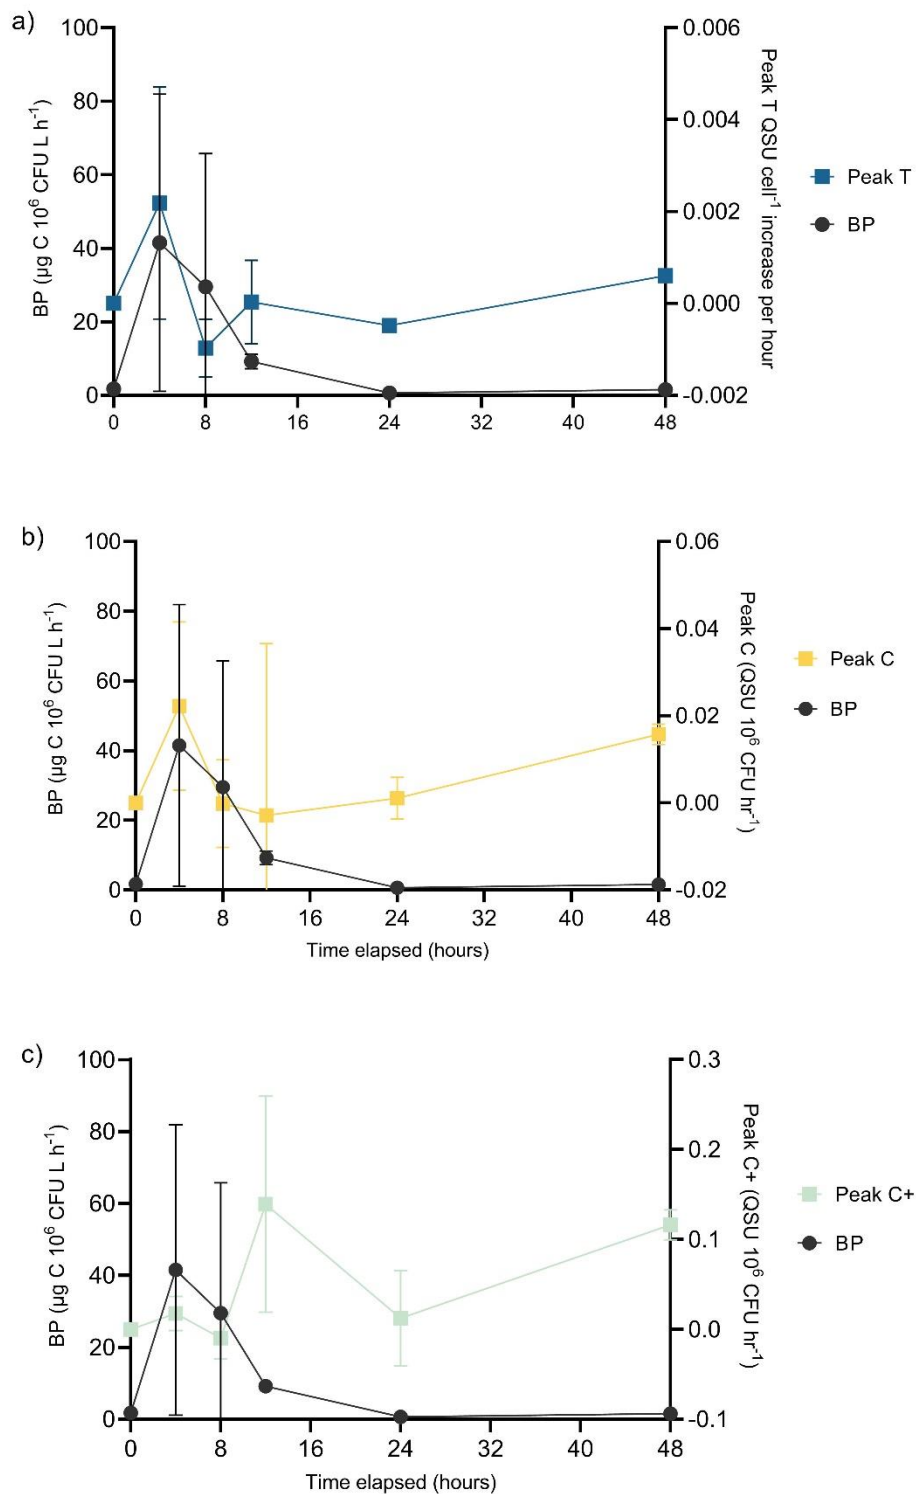 a)
100
80
60
40
20
0
BP (µg C 10⁶ CFU L h⁻¹)
0.006
0.004
0.002
0.000
-0.002
Peak T QSU cell⁻¹ increase per hour
0 8 16 24 32 40 48
Peak T
BP
b)
100
80
60
40
20
0
BP (µg C 10⁶ CFU L h⁻¹)
0.06
0.04
0.02
0.00
-0.02
Peak C (QSU 10⁶ CFU hr⁻¹)
0 8 16 24 32 40 48
Time elapsed (hours)
Peak C
BP
c)
100
80
60
40
20
0
BP (µg C 10⁶ CFU L h⁻¹)
0.3
0.2
0.1
0.0
-0.1
Peak C+ (QSU 10⁶ CFU hr⁻¹)
0 8 16 24 32 40 48
Time elapsed (hours)
Peak C+
BP